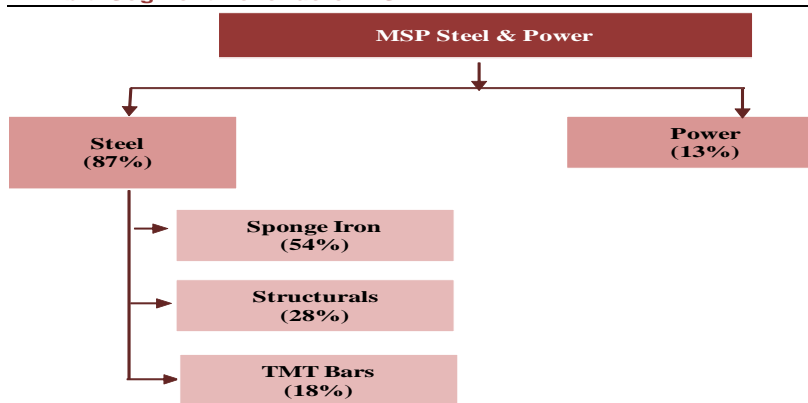 MSP Steel & Power
Steel
(87%)
Power
(13%)
Sponge Iron
(54%)
Structurals
(28%)
TMT Bars
(18%)